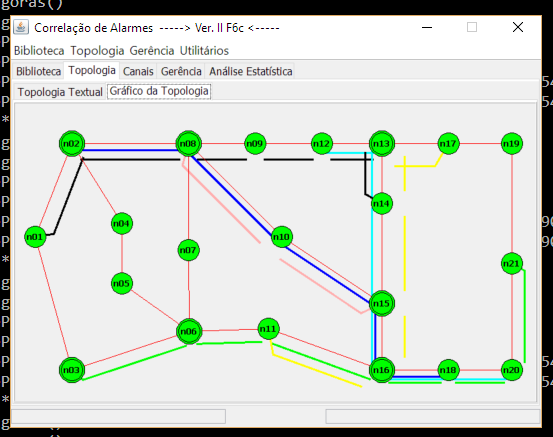 goras()
Correlação de Alarmes -----> Ver. II F6c <-----
Biblioteca Topologia Gerência Utilitários
Biblioteca Topologia Canais Gerência Análise Estatística
Topologia Textual Gráfico da Topologia
n02 n08 n09 n12 n13 n17 n19
n14
n04
n01 n10
n07
n21
n05
n15
n11
n06
n03 n16 n18 n20